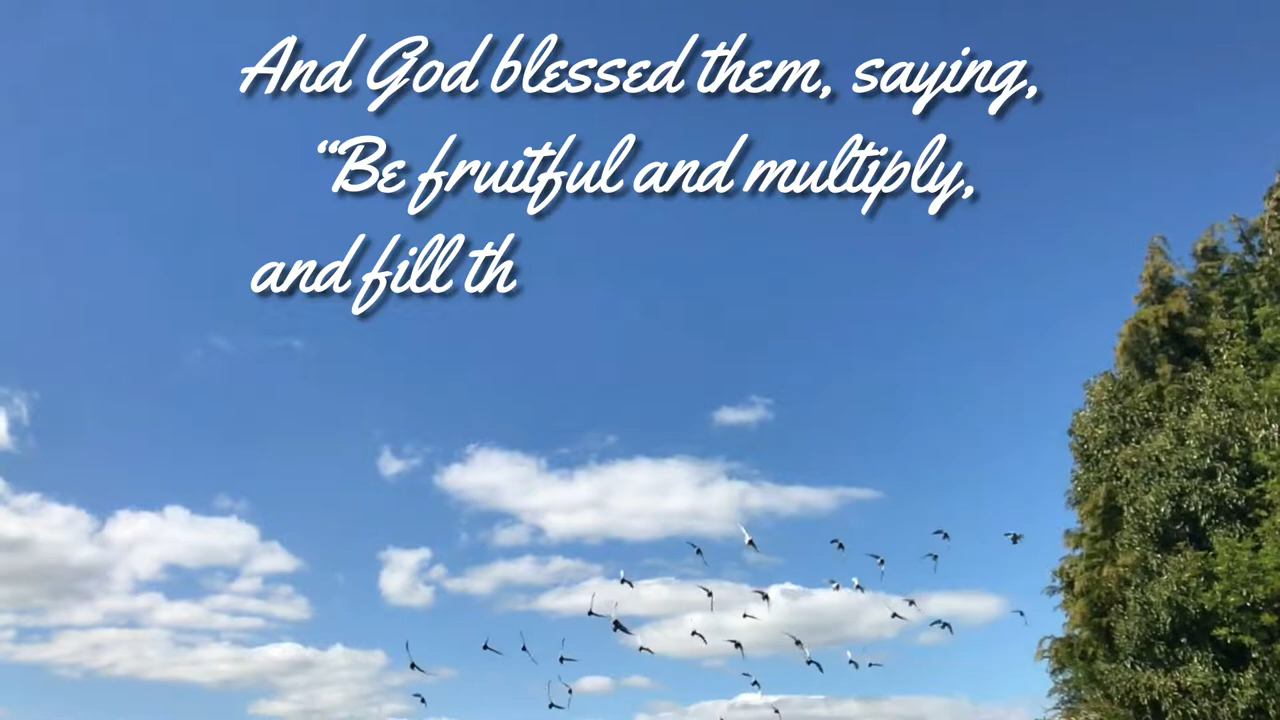 And God blessed them, saying,
“Be fruitful and multiply,
and fill th